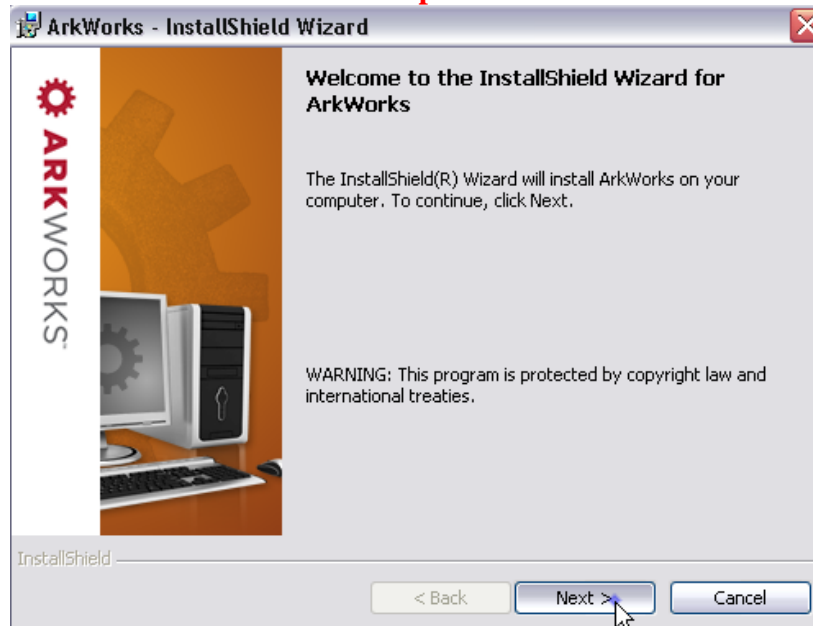 ArkWorks - InstallShield Wizard
Welcome to the InstallShield Wizard for
ArkWorks
ARKWORKS
The InstallShield(R) Wizard will install ArkWorks on your
computer. To continue, click Next.
WARNING: This program is protected by copyright law and
international treaties.
InstallShield
< Back
Next >
Cancel